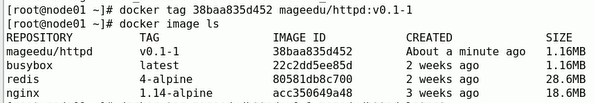 [root@node01 ~]# docker tag 38baa835d452 mageedu/httpd:v0.1-1
[root@node01 ~]# docker image ls
REPOSITORY TAG IMAGE ID CREATED SIZE
mageedu/httpd v0.1-1 38baa835d452 About a minute ago 1.16MB
busybox latest 22c2dd5ee85d 2 weeks ago 1.16MB
redis 4-alpine 80581db8c700 2 weeks ago 28.6MB
nginx 1.14-alpine acc350649a48 3 weeks ago 18.6MB